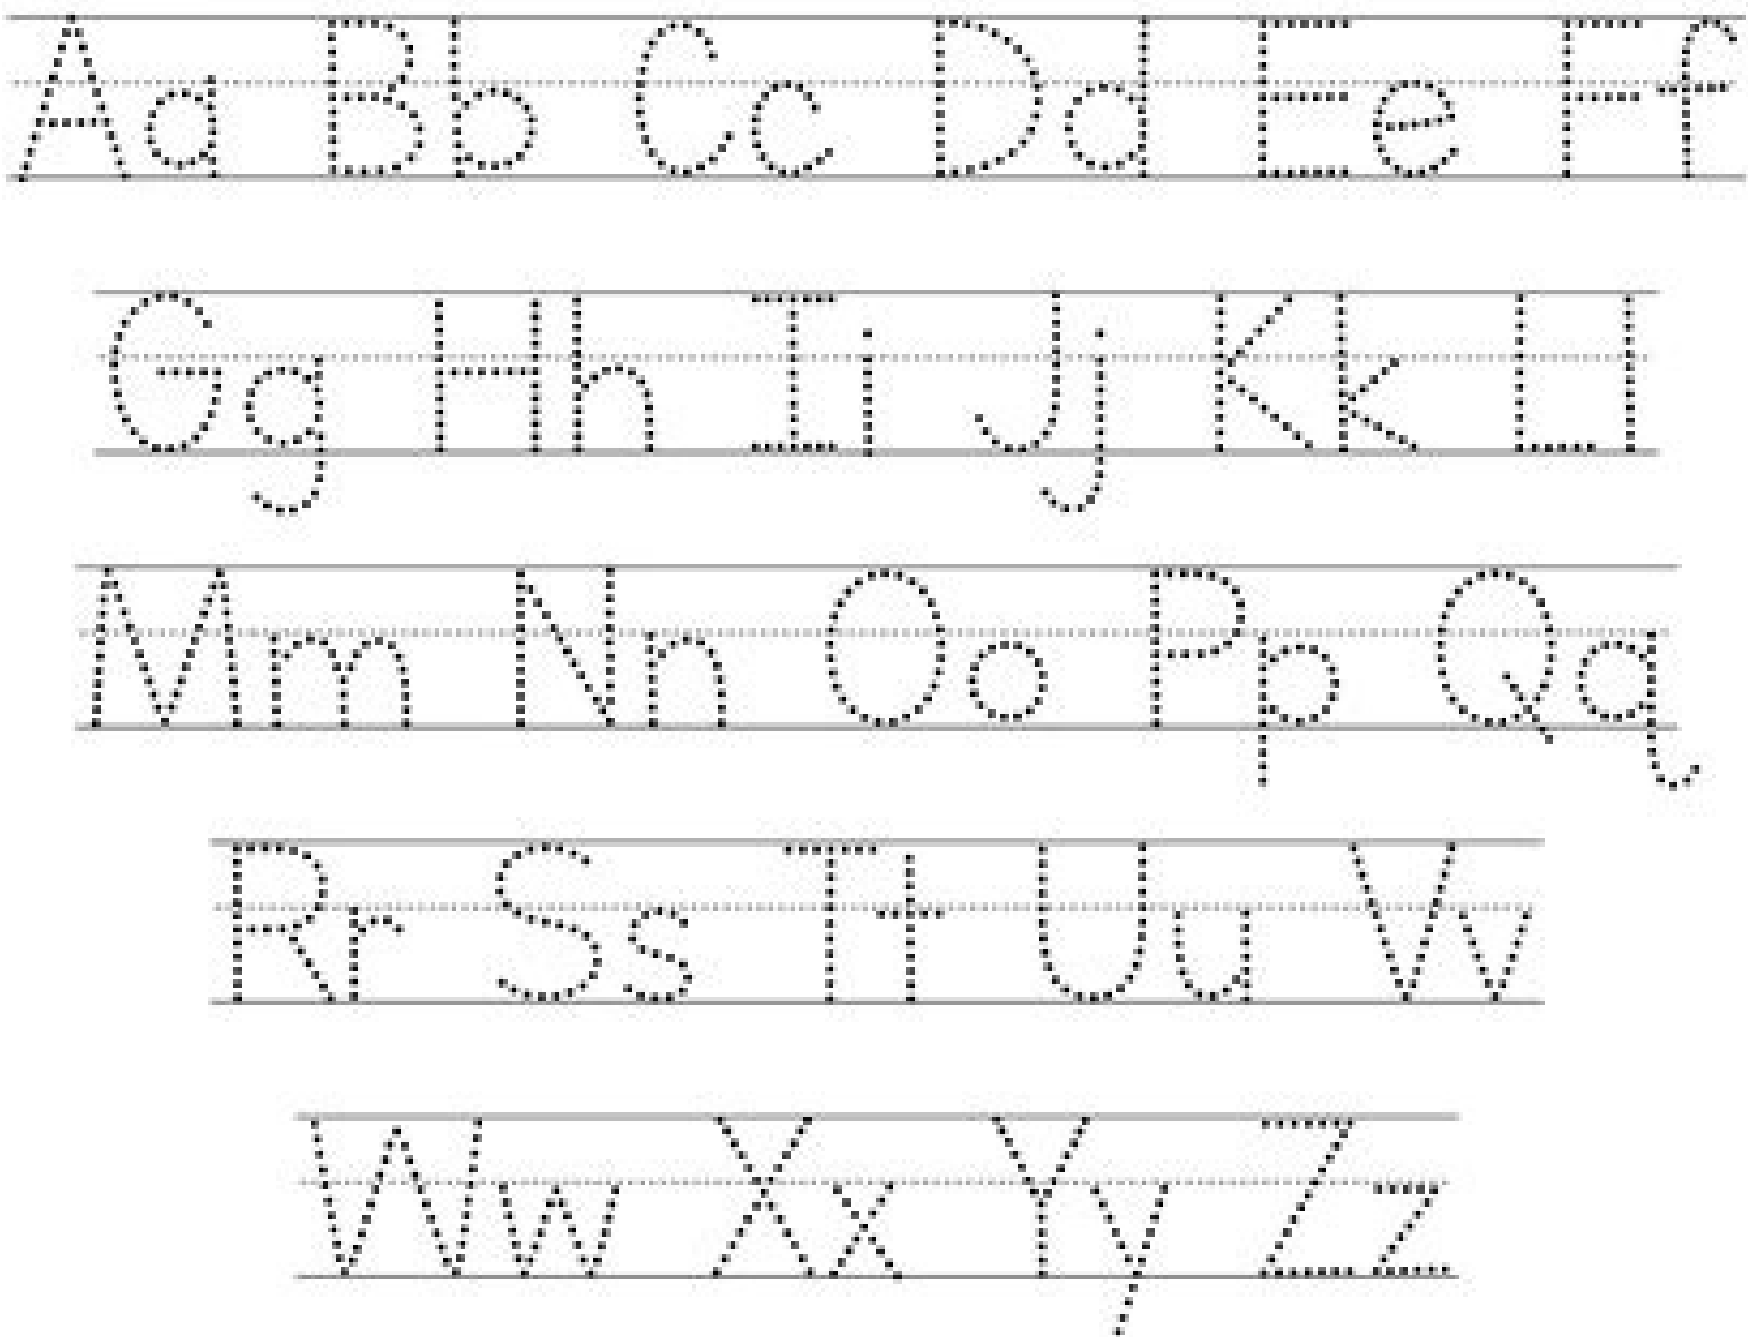 Aa Bb Cc Dd Ee Ff
Gg Hh Ii Jj Kk Ll
Mm Nn Oo Pp Qq
Rr Ss Tt Uu Vv
Ww Xx Yy Zz